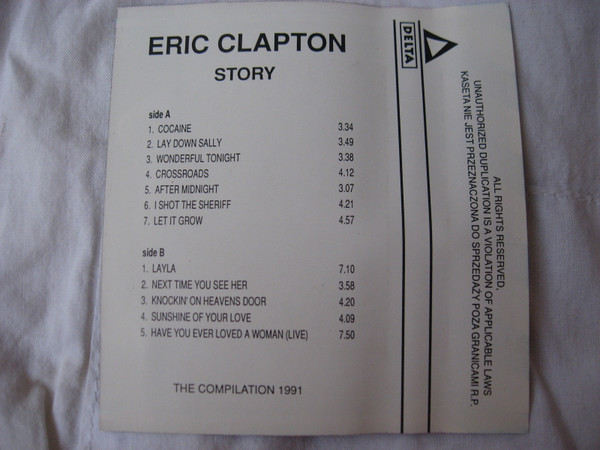 ERIC CLAPTON
STORY
side A
1. COCAINE 3.34
2. LAY DOWN SALLY 3.49
3. WONDERFUL TONIGHT 3.38
4. CROSSROADS 4.12
5. AFTER MIDNIGHT 3.07
6. I SHOT THE SHERIFF 4.21
7. LET IT GROW 4.57
side B
1. LAYLA 7.10
2. NEXT TIME YOU SEE HER 3.58
3. KNOCKIN' ON HEAVENS DOOR 4.20
4. SUNSHINE OF YOUR LOVE 4.09
5. HAVE YOU EVER LOVED A WOMAN (LIVE) 7.50
THE COMPILATION 1991
DELTA
ALL RIGHTS RESERVED,
UNAUTHORIZED DUPLICATION IS A VIOLATION OF APPLICABLE LAWS
KASETA NIE JEST PRZEZNACZONA DO SPRZEDAŻY POZA GRANICAMI R.P.